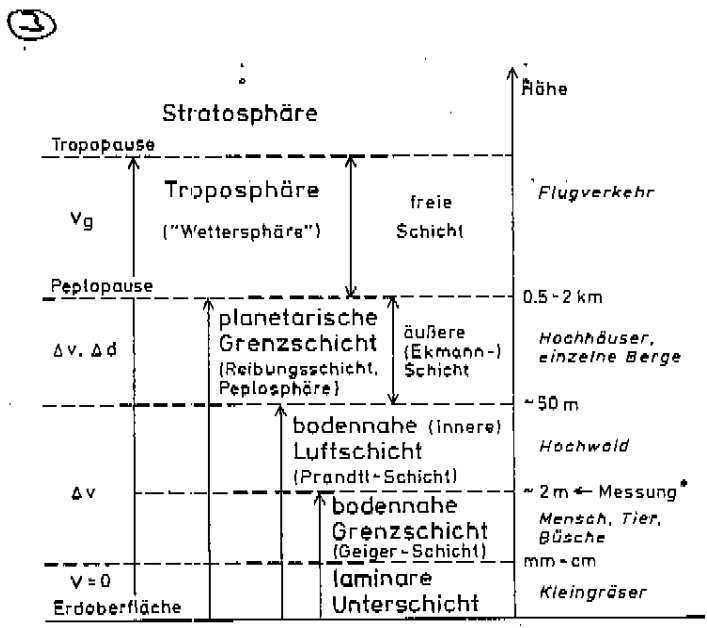 3
Höhe
Stratosphäre
Tropopause
Troposphäre
("Wettersphäre")
freie
Schicht
Flugverkehr
Vg
Peplopause
0.5-2 km
planetarische
Grenzschicht
(Reibungsschicht,
Peplosphäre)
äußere
(Ekmann-)
Schicht
Hochhäuser,
einzelne Berge
Δv, Δd
~50 m
bodennahe (innere)
Luftschicht
(Prandtl-Schicht)
Hochwald
Δv
~2m ← Messung*
bodennahe
Grenzschicht
(Geiger-Schicht)
Mensch, Tier,
Büsche
mm-cm
V=0
laminare
Unterschicht
Kleingräser
Erdoberfläche